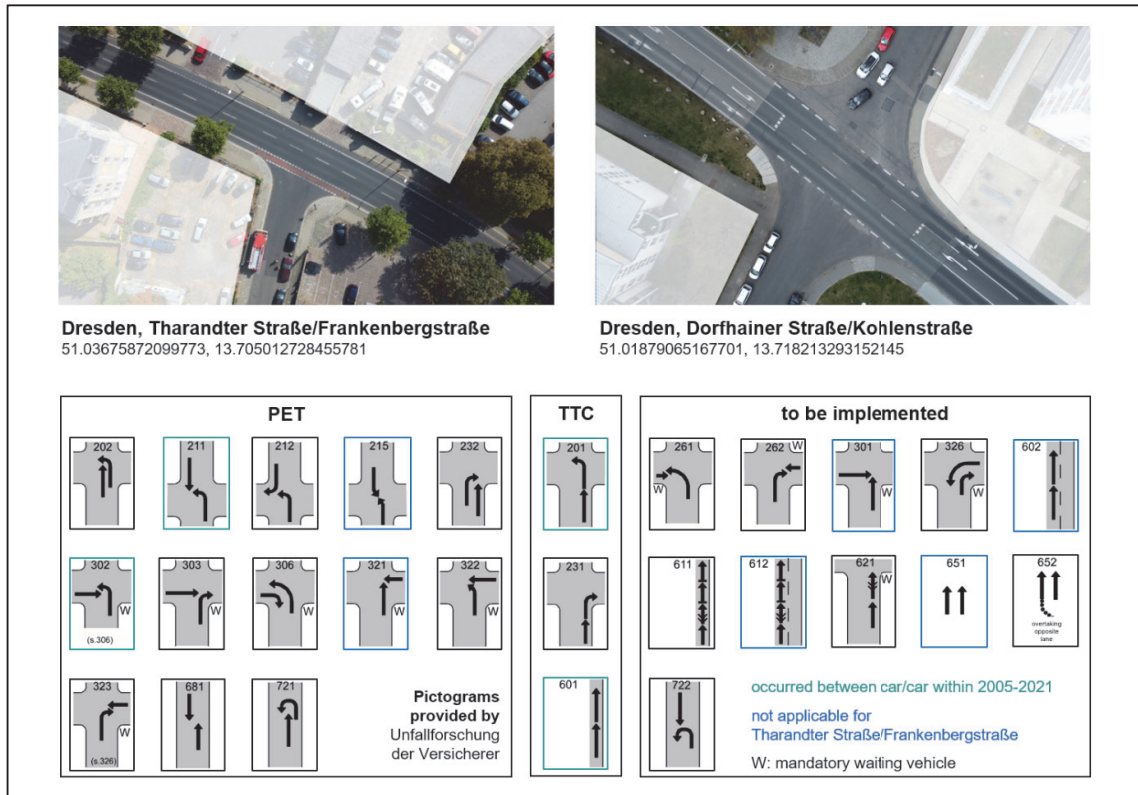 Dresden, Tharandter Straße/Frankenbergstraße
51.03675872099773, 13.705012728455781
Dresden, Dorfhainer Straße/Kohlenstraße
51.01879065167701, 13.718213293152145
PET
202
211
212
215
232
302
W
(s.306)
303
W
306
321
W
322
W
323
W
(s.326)
681
721
Pictograms
provided by
Unfallforschung
der Versicherer
TTC
201
231
601
to be implemented
261
W
262
W
301
W
326
W
602
611
612
621
W
651
652
overtaking
opposite
lane
722
occurred between car/car within 2005-2021
not applicable for
Tharandter Straße/Frankenbergstraße
W: mandatory waiting vehicle